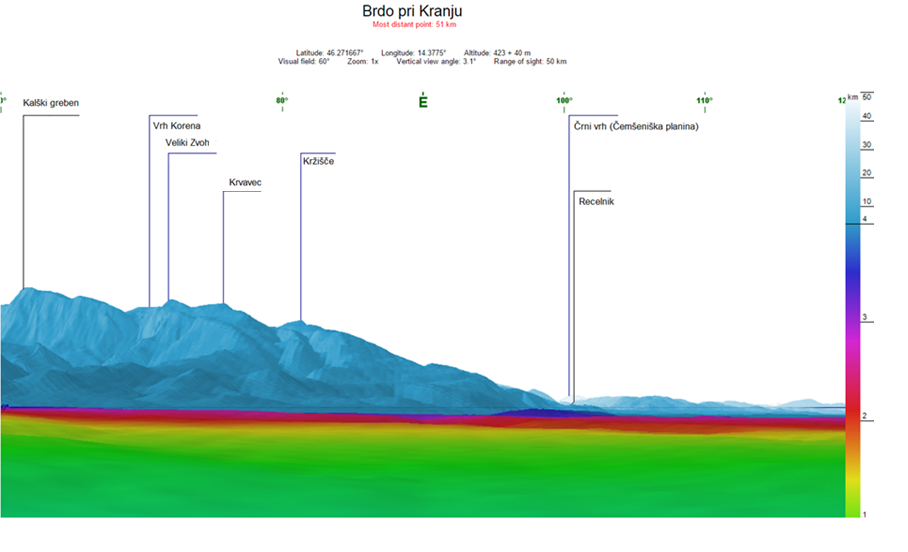 Brdo pri Kranju
Most distant point: 51 km
Latitude: 46.271667° Longitude: 14.3775° Altitude: 423 + 40 m
Visual field: 60° Zoom: 1x Vertical view angle: 3.1° Range of sight: 50 km
0° 80° E 100° 110° 12
Kalški greben
Vrh Korena
Veliki Zvoh
Krvavec
Kržišče
Črni vrh (Čemšeniška planina)
Recelnik
km 50
40
30
20
10
4
3
2
1